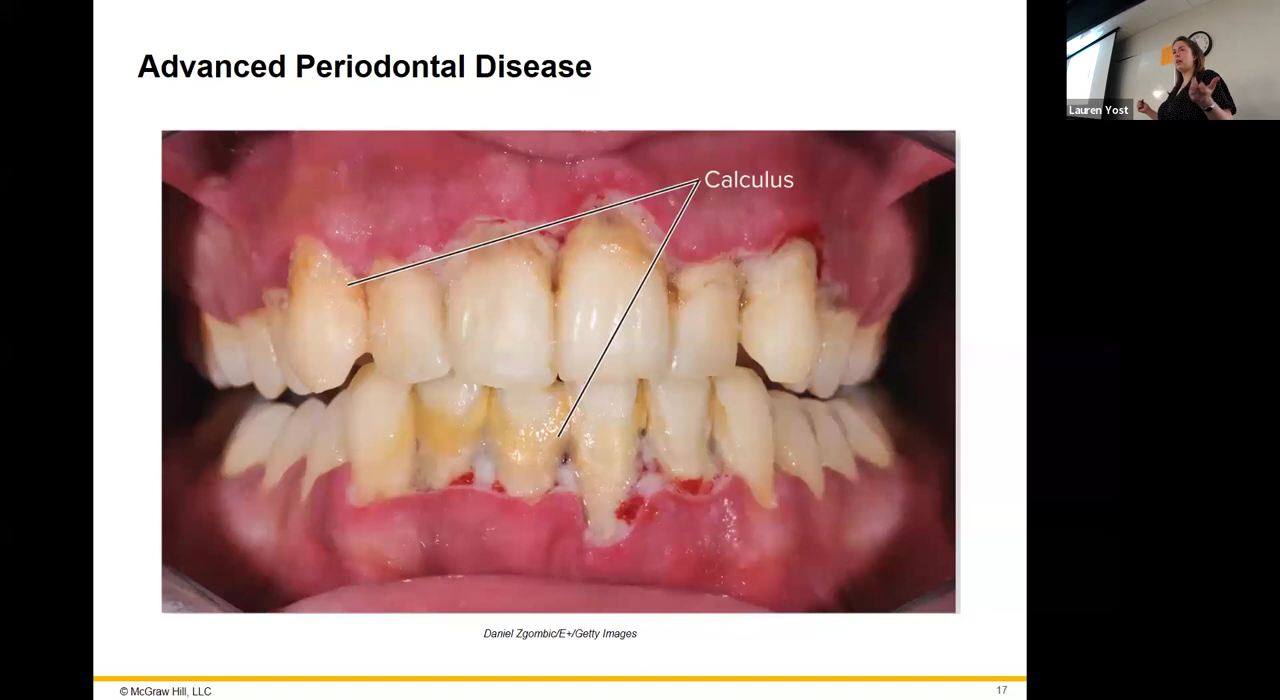 Advanced Periodontal Disease
Calculus
Daniel Zgombic/E+/Getty Images
© McGraw Hill, LLC
17
Lauren Yost